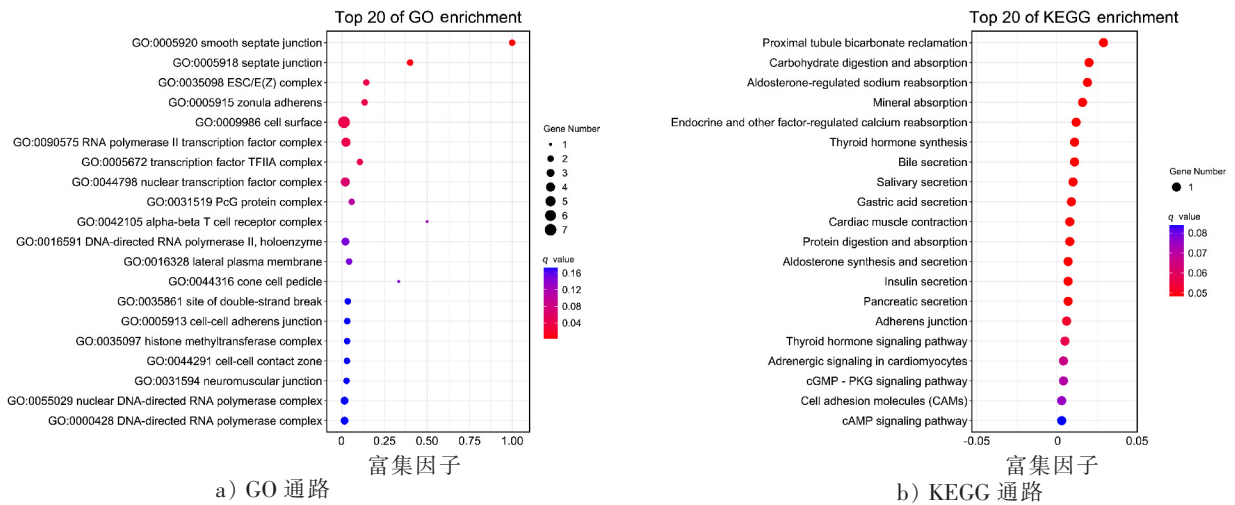 Top 20 of GO enrichment
GO:0005920 smooth septate junction
GO:0005918 septate junction
GO:0035098 ESC/E(Z) complex
GO:0005915 zonula adherens
GO:0009986 cell surface
GO:0090575 RNA polymerase II transcription factor complex
GO:0005672 transcription factor TFIIA complex
GO:0044798 nuclear transcription factor complex
GO:0031519 PcG protein complex
GO:0042105 alpha-beta T cell receptor complex
GO:0016591 DNA-directed RNA polymerase II, holoenzyme
GO:0016328 lateral plasma membrane
GO:0044316 cone cell pedicle
GO:0035861 site of double-strand break
GO:0005913 cell-cell adherens junction
GO:0035097 histone methyltransferase complex
GO:0044291 cell-cell contact zone
GO:0031594 neuromuscular junction
GO:0055029 nuclear DNA-directed RNA polymerase complex
GO:0000428 DNA-directed RNA polymerase complex
0 0.25 0.50 0.75 1.00
富集因子
Gene Number
1
2
3
4
5
6
7
q value
0.16
0.12
0.08
0.04
a) GO 通路
Top 20 of KEGG enrichment
Proximal tubule bicarbonate reclamation
Carbohydrate digestion and absorption
Aldosterone-regulated sodium reabsorption
Mineral absorption
Endocrine and other factor-regulated calcium reabsorption
Thyroid hormone synthesis
Bile secretion
Salivary secretion
Gastric acid secretion
Cardiac muscle contraction
Protein digestion and absorption
Aldosterone synthesis and secretion
Insulin secretion
Pancreatic secretion
Adherens junction
Thyroid hormone signaling pathway
Adrenergic signaling in cardiomyocytes
cGMP - PKG signaling pathway
Cell adhesion molecules (CAMs)
cAMP signaling pathway
-0.05 0 0.05
富集因子
Gene Number
1
q value
0.08
0.07
0.06
0.05
b) KEGG 通路